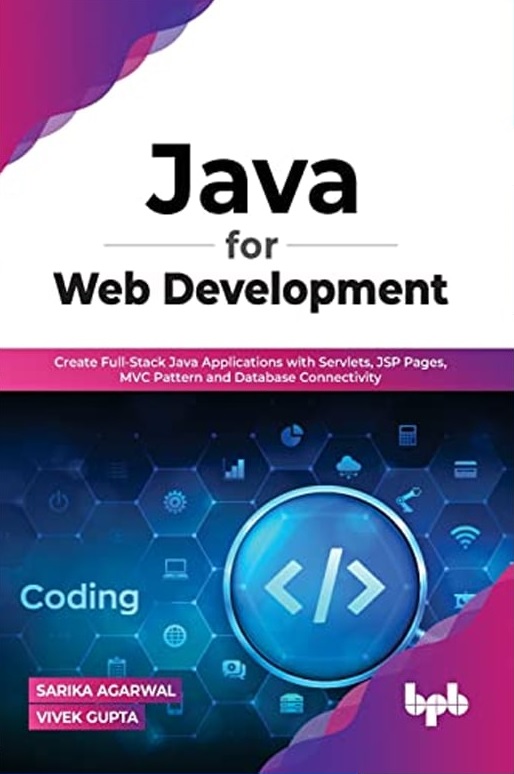 Java
for
Web Development
Create Full-Stack Java Applications with Servlets, JSP Pages,
MVC Pattern and Database Connectivity
</>
Coding
SARIKA AGARWAL
VIVEK GUPTA
bpb